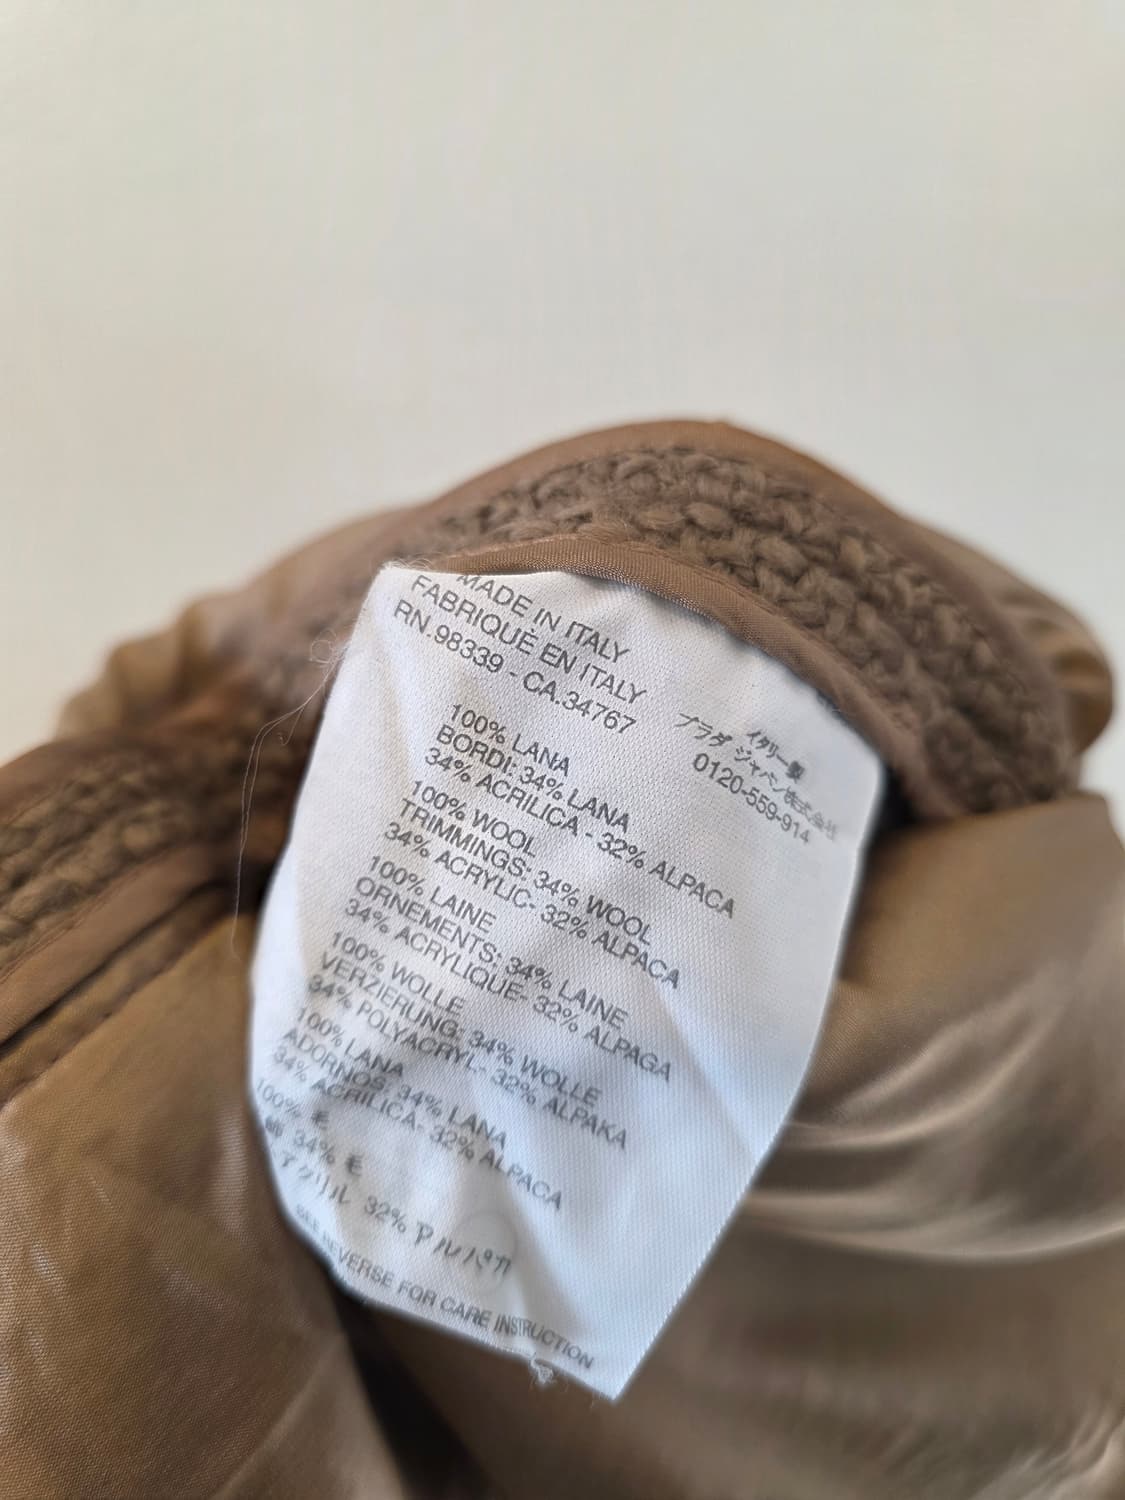 MADE IN ITALY
FABRIQUÉ EN ITALY
RN.98339 - CA.34767
イタリー製
プラダ ジャパン株式会社
0120-559-914
100% LANA
BORDI: 34% LANA
34% ACRILICA - 32% ALPACA
100% WOOL
TRIMMINGS: 34% WOOL
34% ACRYLIC- 32% ALPACA
100% LAINE
ORNEMENTS: 34% LAINE
34% ACRYLIQUE- 32% ALPAGA
100% WOLLE
VERZIERUNG: 34% WOLLE
34% POLYACRYL- 32% ALPAKA
100% LANA
ADORNOS: 34% LANA
34% ACRILICA- 32% ALPACA
100% 毛
34% 毛
アクリル 32% アルパカ
SEE REVERSE FOR CARE INSTRUCTION